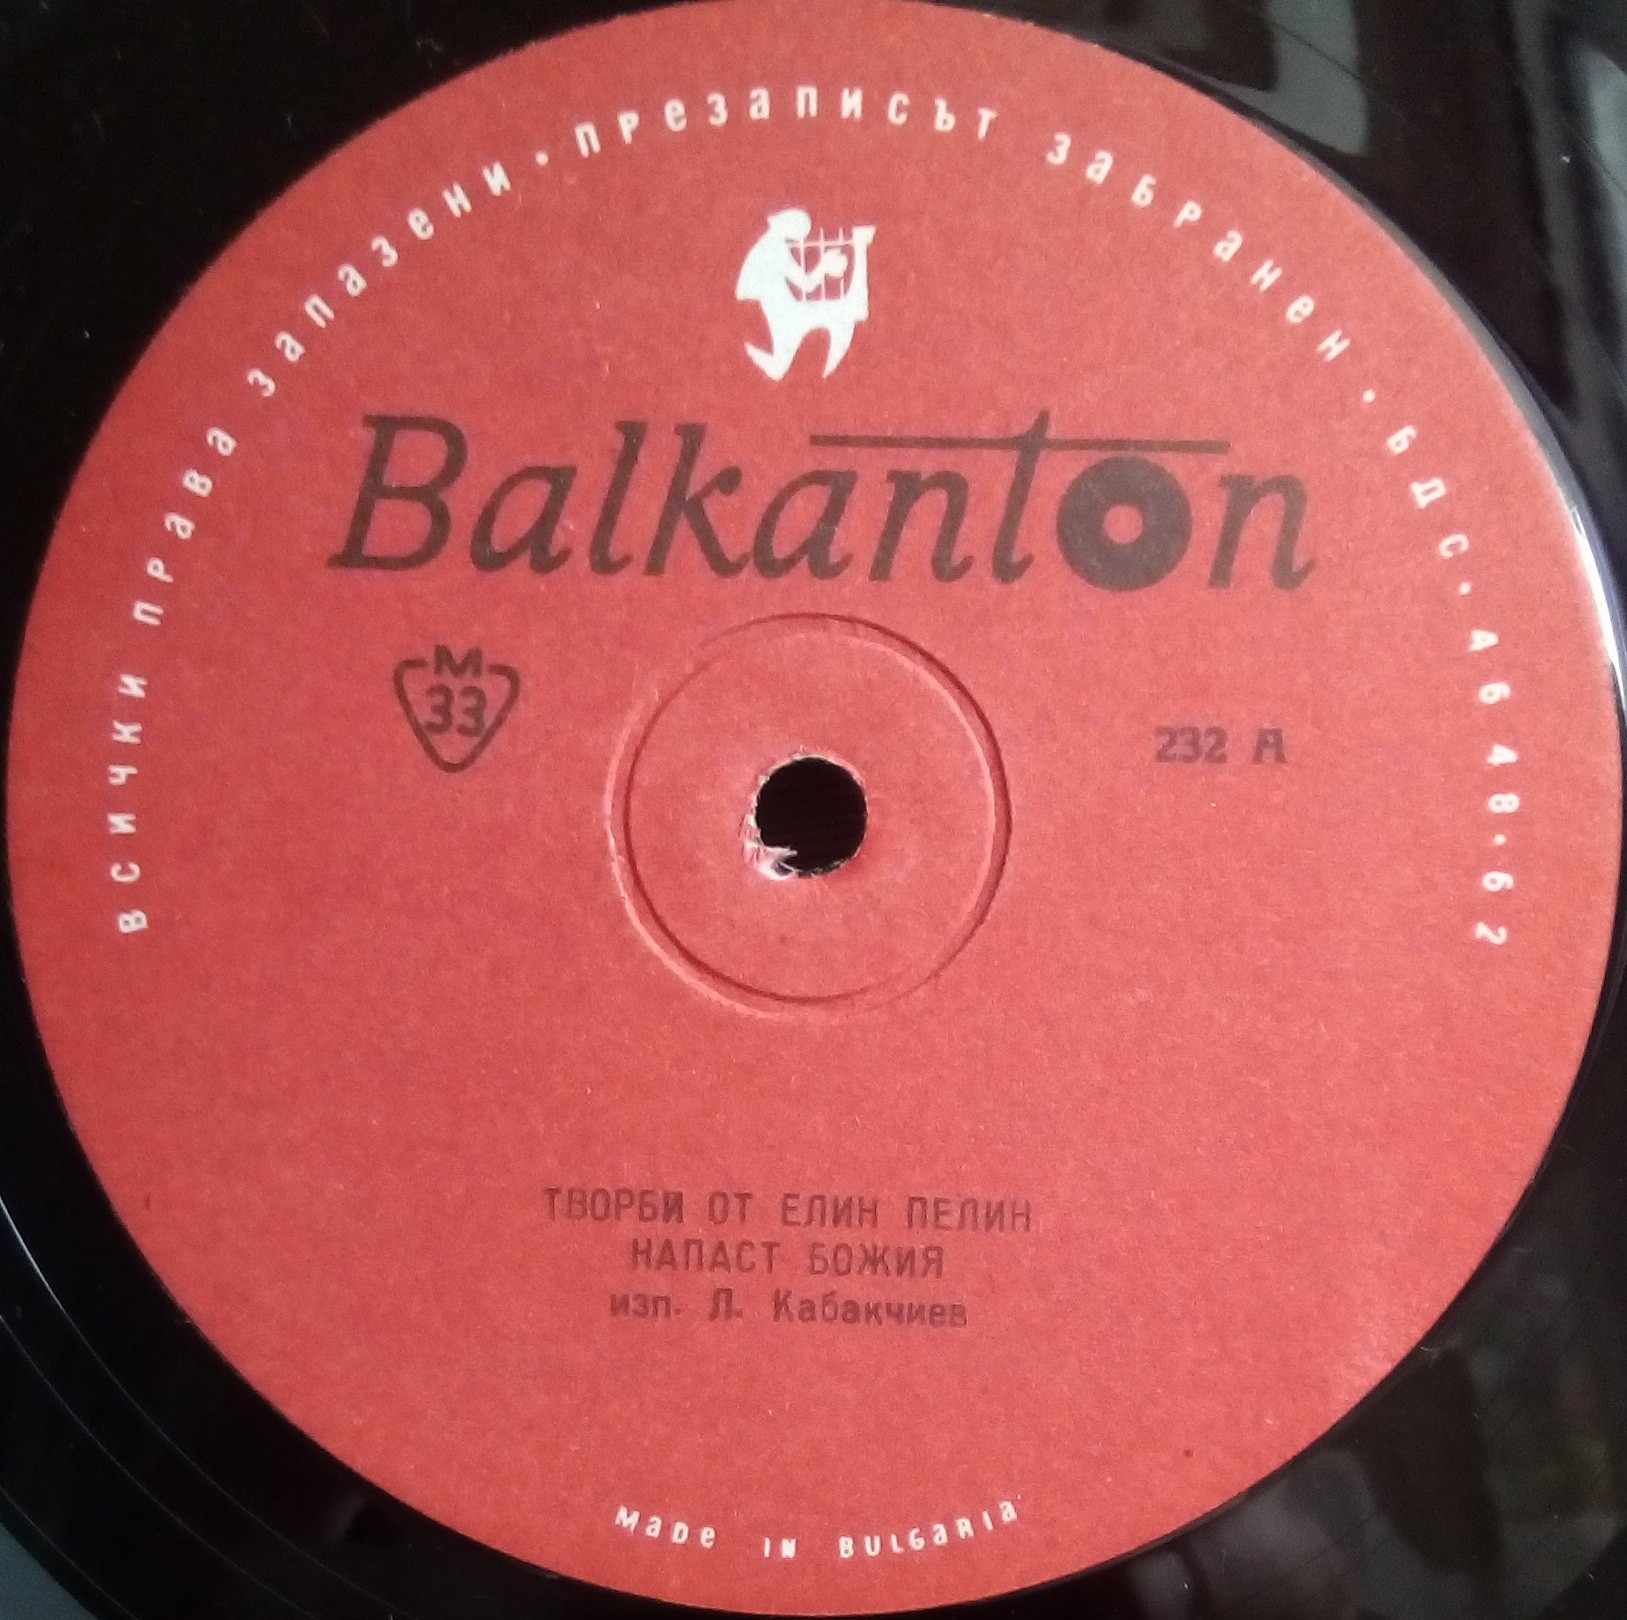 всички права запазени · презаписът забранен · бдс · 4648 · 62
Balkanton
М
33
232 А
ТВОРБИ ОТ ЕЛИН ПЕЛИН
НАПАСТ БОЖИЯ
изп. Л. Кабакчиев
MaDe IN BULGaRIa